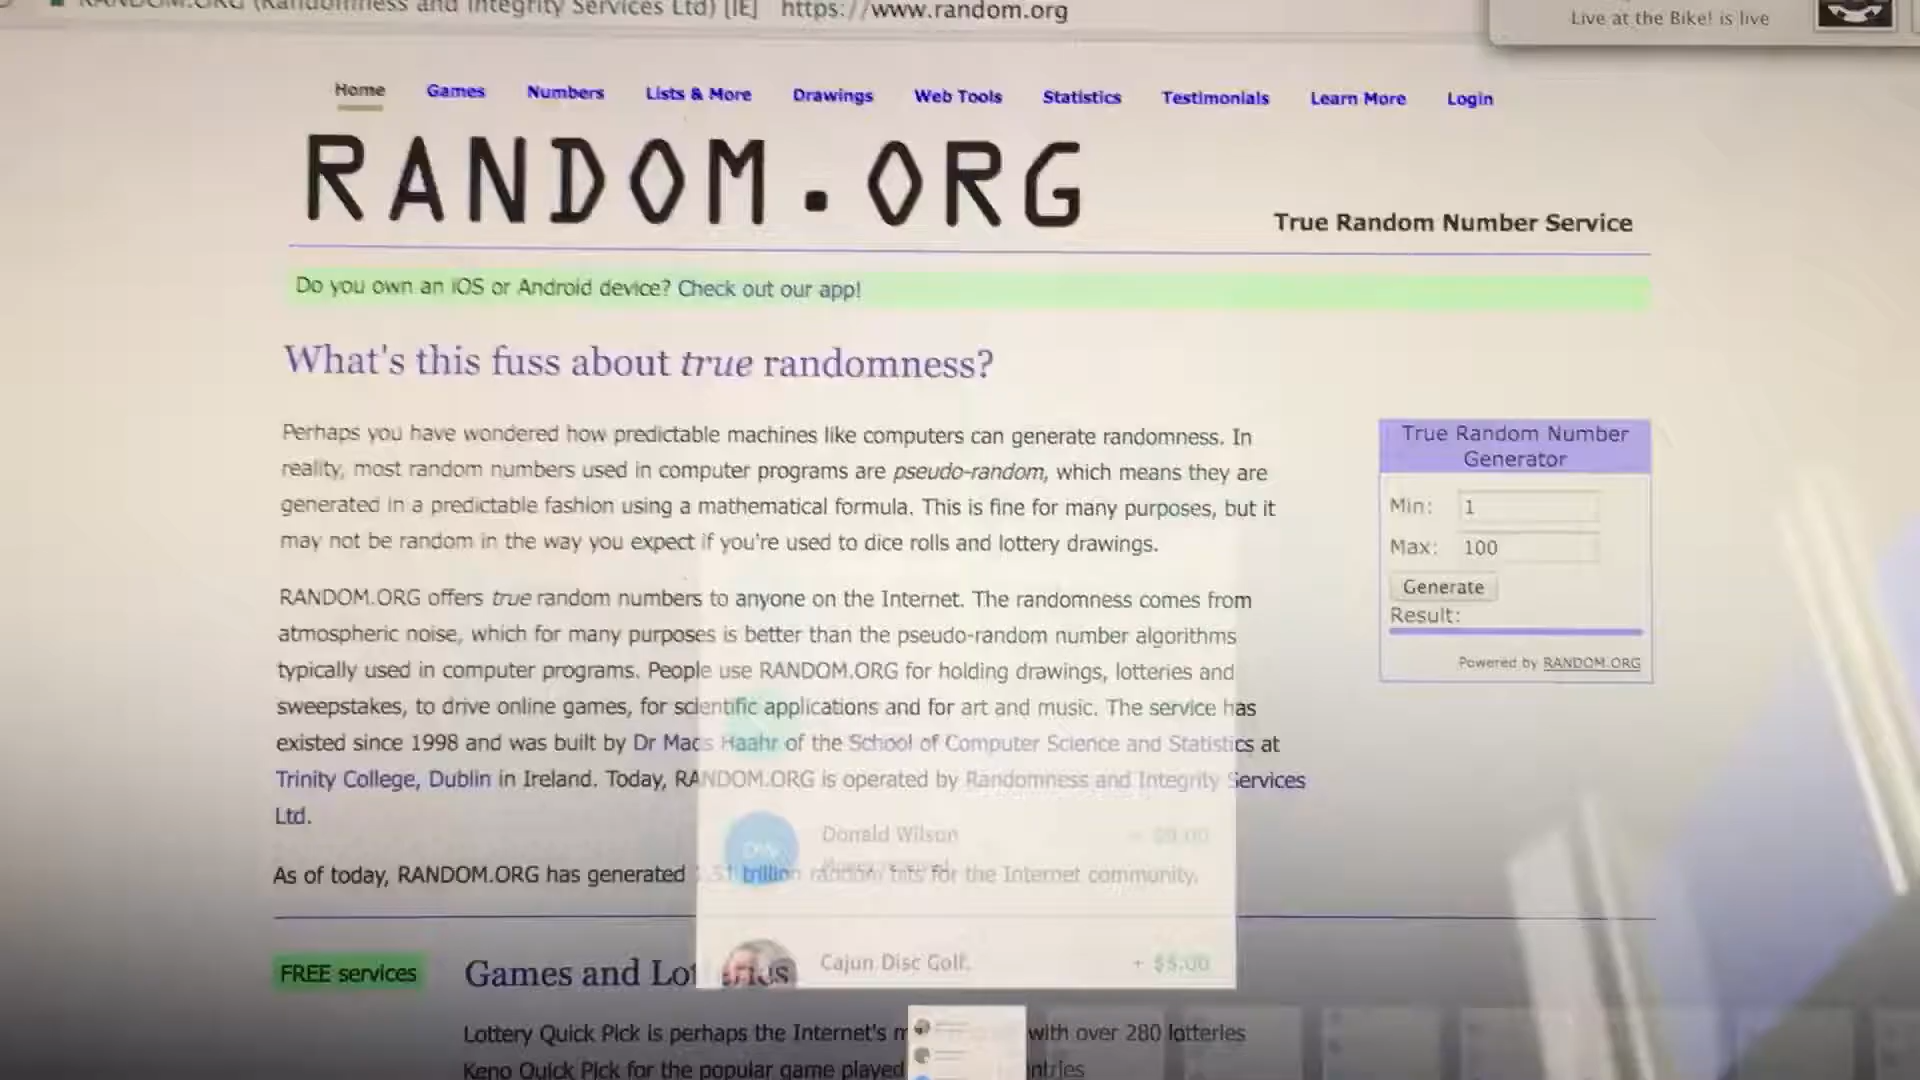 RANDOM.ORG (Randomness and Integrity Services Ltd) [IE] https://www.random.org
Live at the Bike! is live
Home Games Numbers Lists & More Drawings Web Tools Statistics Testimonials Learn More Login
RANDOM.ORG
True Random Number Service
Do you own an iOS or Android device? Check out our app!
What's this fuss about true randomness?
Perhaps you have wondered how predictable machines like computers can generate randomness. In
reality, most random numbers used in computer programs are pseudo-random, which means they are
generated in a predictable fashion using a mathematical formula. This is fine for many purposes, but it
may not be random in the way you expect if you're used to dice rolls and lottery drawings.
RANDOM.ORG offers true random numbers to anyone on the Internet. The randomness comes from
atmospheric noise, which for many purposes is better than the pseudo-random number algorithms
typically used in computer programs. People use RANDOM.ORG for holding drawings, lotteries and
sweepstakes, to drive online games, for scientific applications and for art and music. The service has
existed since 1998 and was built by Dr Mads Haahr of the School of Computer Science and Statistics at
Trinity College, Dublin in Ireland. Today, RANDOM.ORG is operated by Randomness and Integrity Services
Ltd.
As of today, RANDOM.ORG has generated trillion random bits for the Internet community.
True Random Number
Generator
Min: 1
Max: 100
Generate
Result:
Powered by RANDOM.ORG
DW
Donald Wilson
Cajun Disc Golf.
+ $5.00
FREE services
Games and Lotteries
Lottery Quick Pick is perhaps the Internet's with over 280 lotteries
Keno Quick Pick for the popular game played ntries